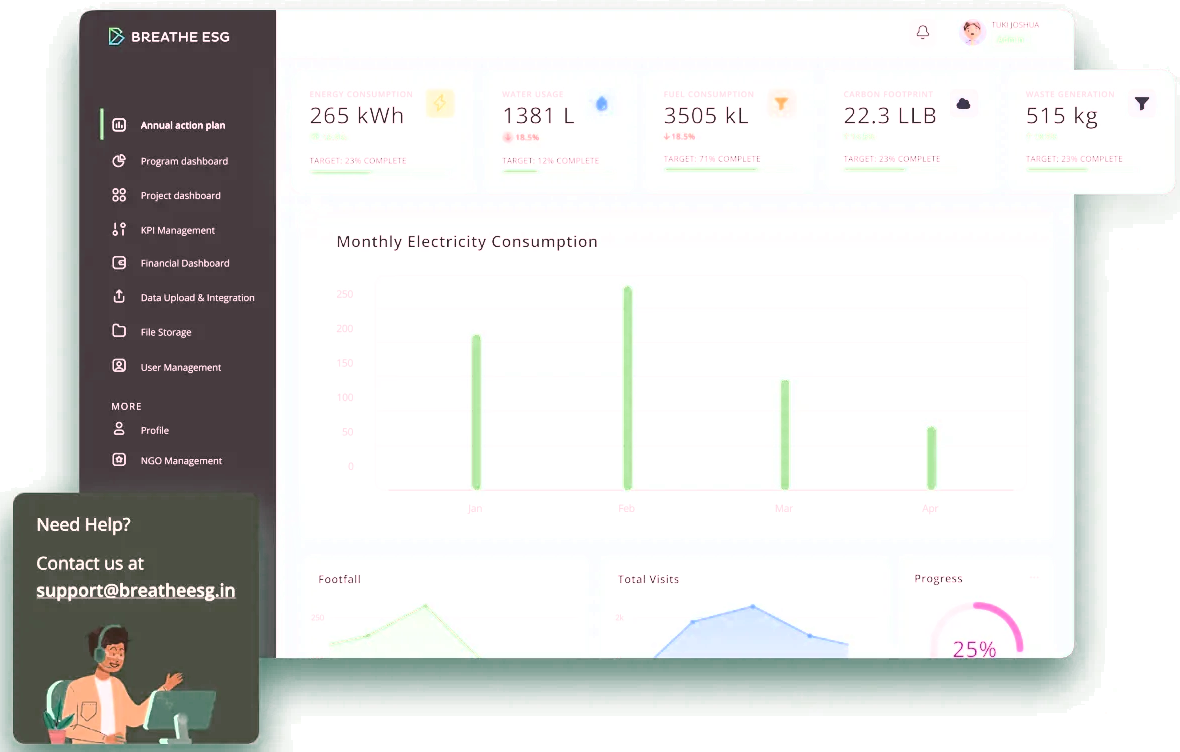 BREATHE ESG
TUKI JOSHUA
Annual action plan
Program dashboard
Project dashboard
KPI Management
Financial Dashboard
Data Upload & Integration
File Storage
User Management
MORE
Profile
NGO Management
Need Help?
Contact us at
support@breatheesg.in
ENERGY CONSUMPTION
265 kWh
TARGET: 23% COMPLETE
WATER USAGE
1381 L
18.5%
TARGET: 12% COMPLETE
FUEL CONSUMPTION
3505 kL
18.5%
TARGET: 71% COMPLETE
CARBON FOOTPRINT
22.3 LLB
TARGET: 23% COMPLETE
WASTE GENERATION
515 kg
TARGET: 23% COMPLETE
Monthly Electricity Consumption
250
200
150
100
50
0
Jan Feb Mar Apr
Footfall
250
Total Visits
2k
Progress
25%